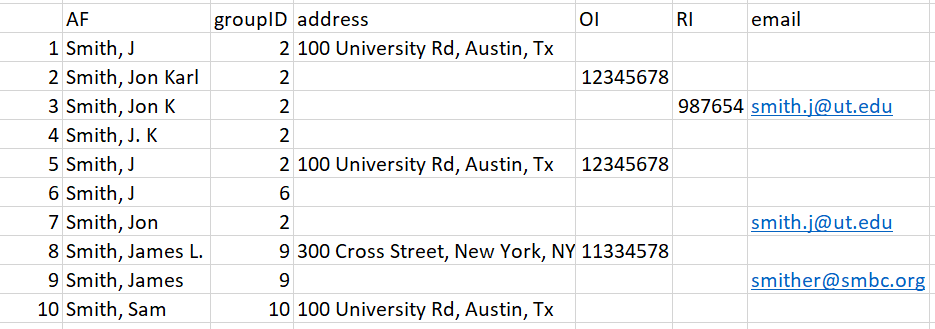 AF groupID address OI RI email
1 Smith, J 2 100 University Rd, Austin, Tx
2 Smith, Jon Karl 2 12345678
3 Smith, Jon K 2 987654 smith.j@ut.edu
4 Smith, J. K 2
5 Smith, J 2 100 University Rd, Austin, Tx 12345678
6 Smith, J 6
7 Smith, Jon 2 smith.j@ut.edu
8 Smith, James L. 9 300 Cross Street, New York, NY 11334578
9 Smith, James 9 smither@smbc.org
10 Smith, Sam 10 100 University Rd, Austin, Tx